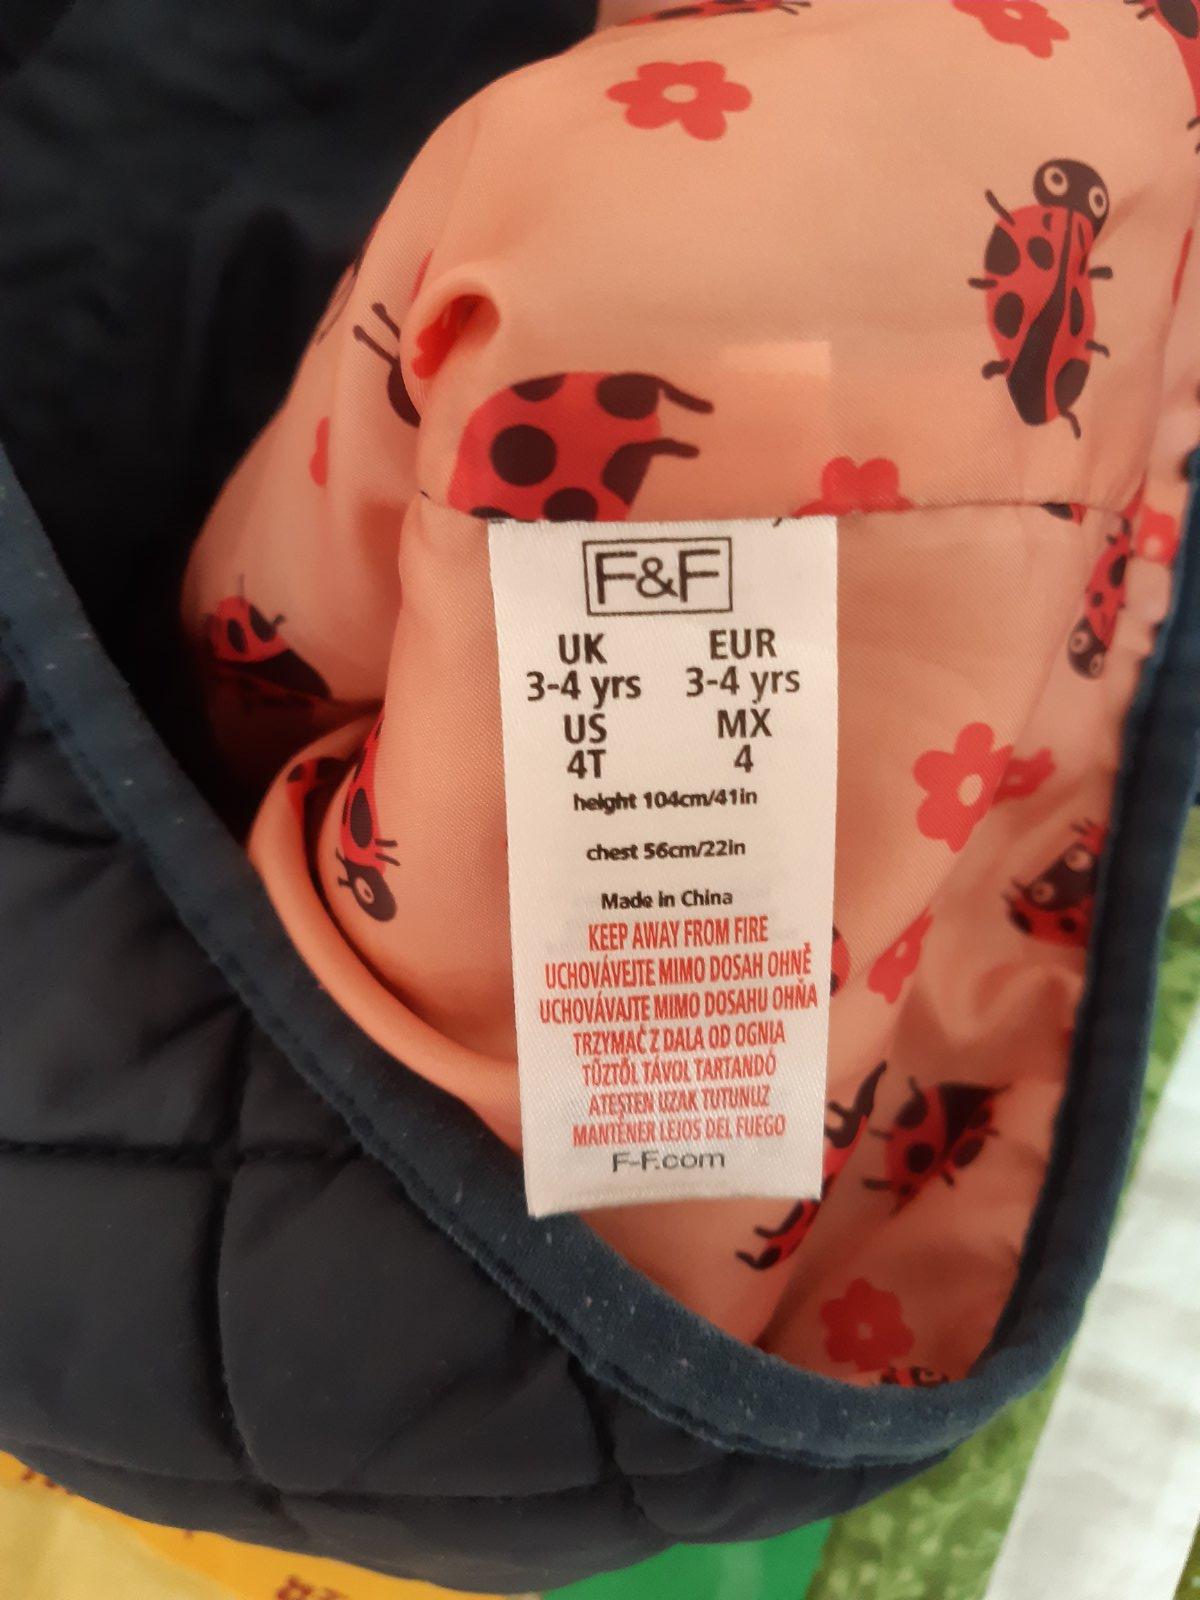 F&F
UK EUR
3-4 yrs 3-4 yrs
US MX
4T 4
height 104cm/41in
chest 56cm/22in
Made in China
KEEP AWAY FROM FIRE
UCHOVÁVEJTE MIMO DOSAH OHNĚ
UCHOVÁVAJTE MIMO DOSAHU OHŇA
TRZYMAĆ Z DALA OD OGNIA
TŰZTŐL TÁVOL TARTANDÓ
ATEŞTEN UZAK TUTUNUZ
MANTENER LEJOS DEL FUEGO
F-F.com